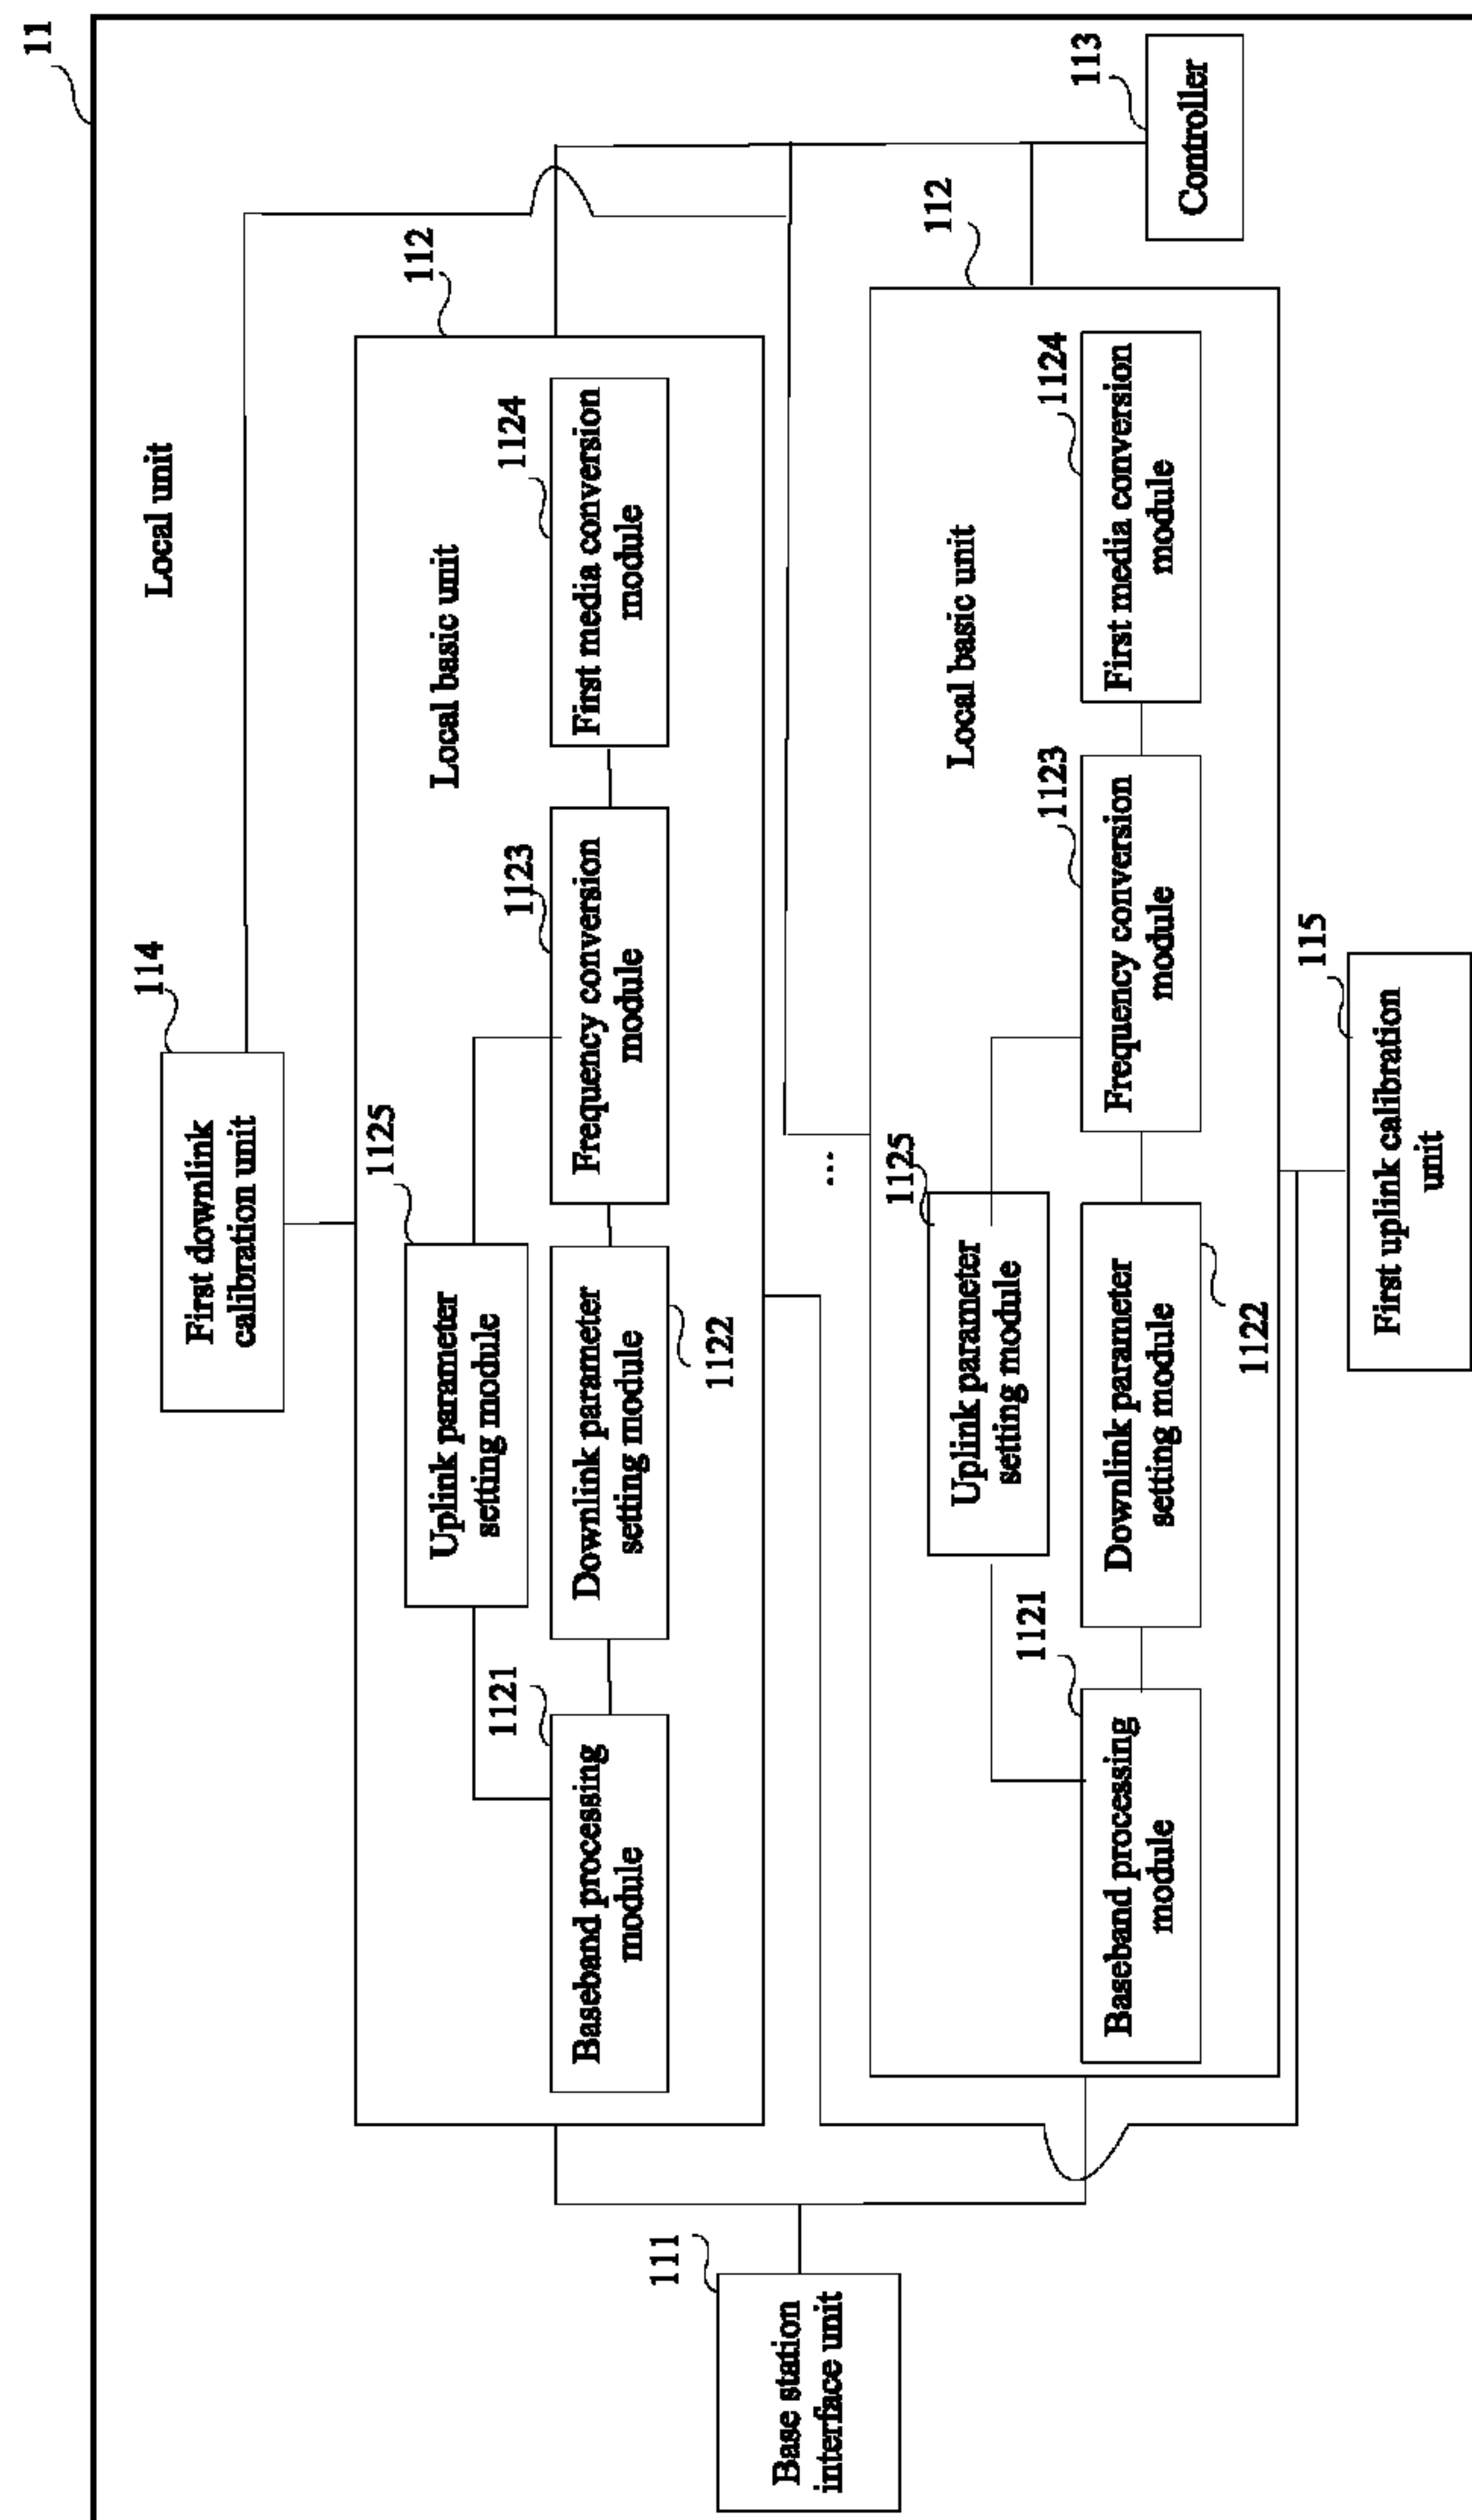 11
Local unit
114
First downlink
calibration unit
112
Local basic unit
1125
Uplink parameter
setting module
1121
1123
1124
Baseband processing
module
Downlink parameter
setting module
Frequency conversion
module
First media conversion
module
1122
111
Base station
interface unit
...
112
Local basic unit
1125
Uplink parameter
setting module
1121
1123
1124
Baseband processing
module
Downlink parameter
setting module
Frequency conversion
module
First media conversion
module
1122
113
Controller
115
First uplink calibration
unit